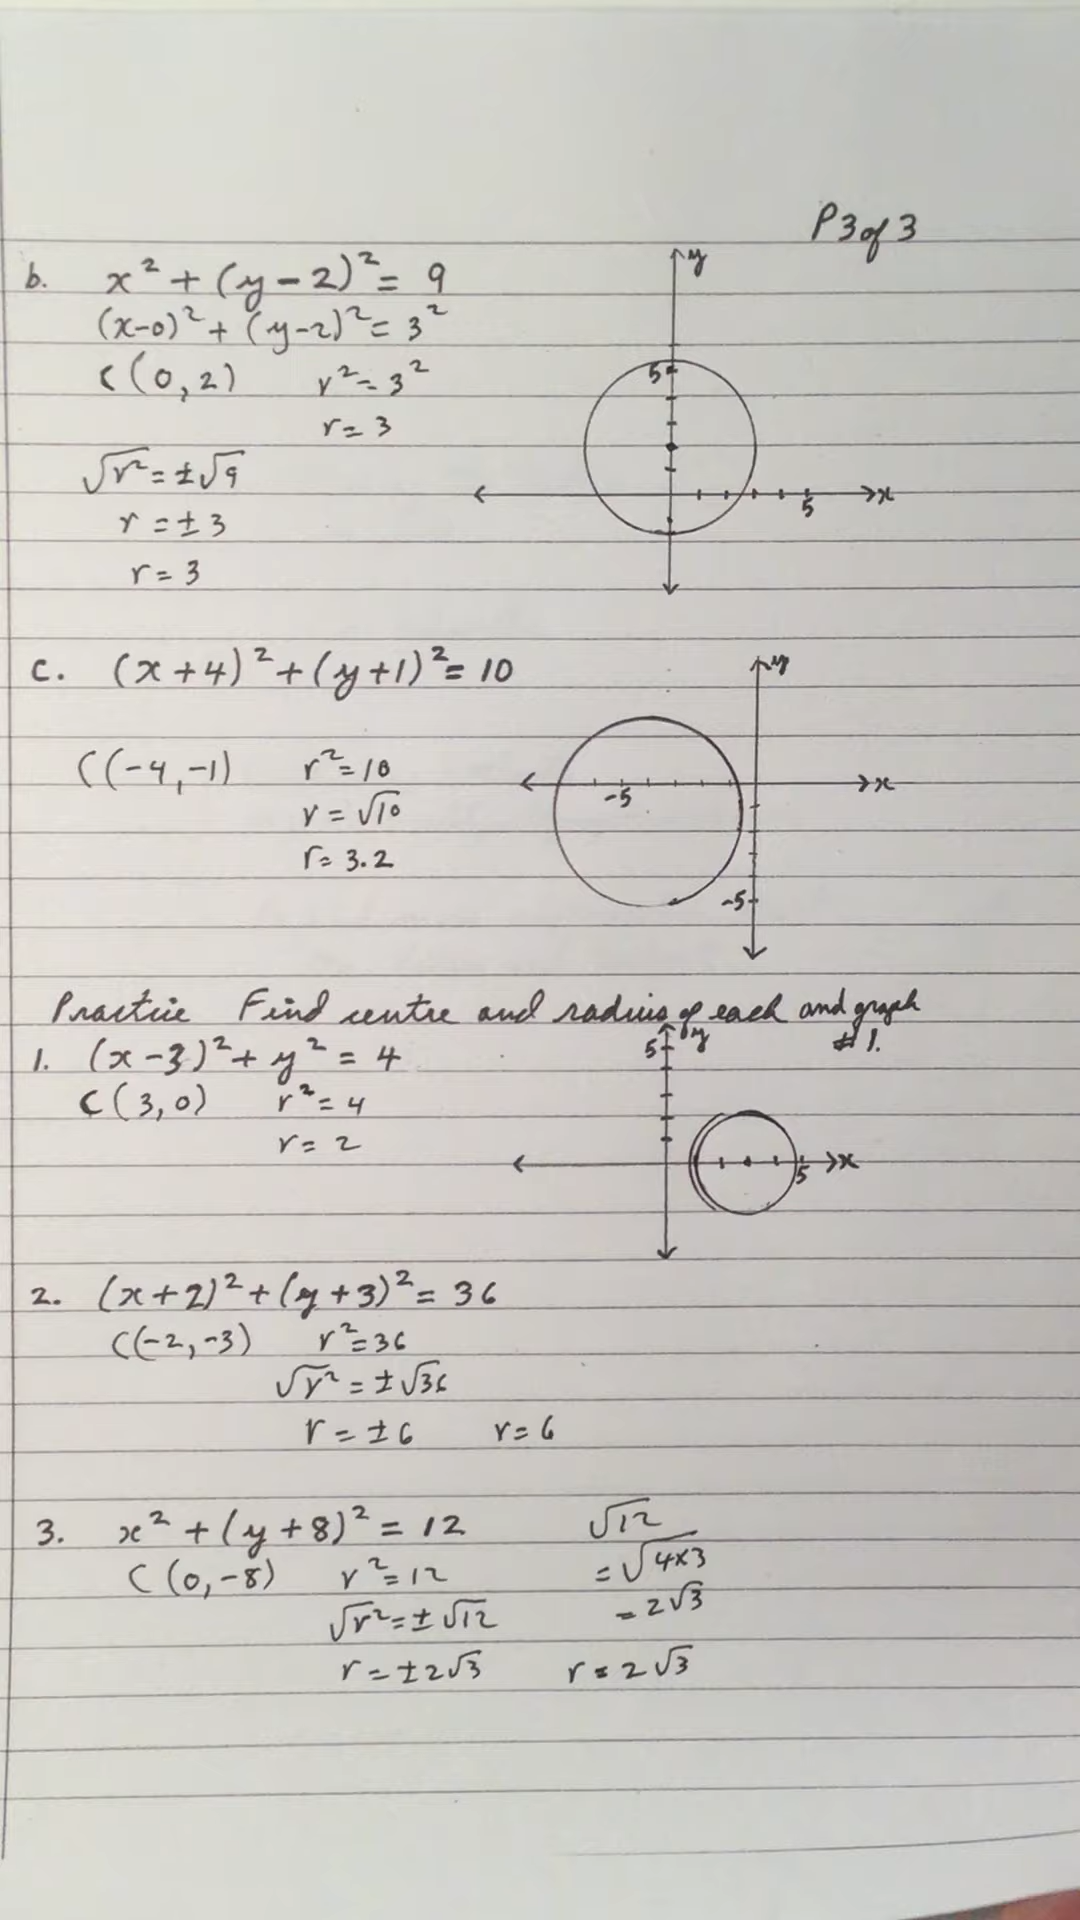 P3 of 3
b. x² + (y - 2)² = 9
(x-0)² + (y-2)² = 3²
C(0, 2) r² = 3²
r = 3
√r² = ±√9
r = ±3
r = 3
y
5
5
x
c. (x + 4)² + (y + 1)² = 10
C(-4, -1) r² = 10
r = √10
r = 3.2
y
-5
x
-5
Practice Find centre and radius of each and graph #1.
1. (x - 3)² + y² = 4
C(3, 0) r² = 4
r = 2
5
y
5
x
2. (x + 2)² + (y + 3)² = 36
C(-2, -3) r² = 36
√r² = ±√36
r = ±6 r = 6
3. x² + (y + 8)² = 12
C(0, -8) r² = 12
√r² = ±√12
r = ±2√3 r = 2√3
√12
= √4×3
= 2√3